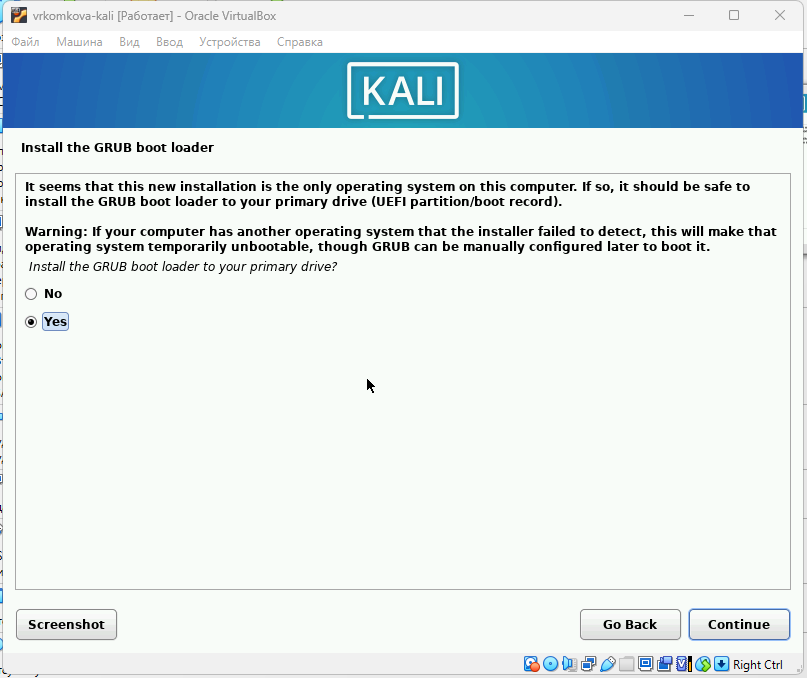 vrkomkova-kali [Работает] - Oracle VirtualBox
Файл Машина Вид Ввод Устройства Справка
KALI
Install the GRUB boot loader
It seems that this new installation is the only operating system on this computer. If so, it should be safe to
install the GRUB boot loader to your primary drive (UEFI partition/boot record).
Warning: If your computer has another operating system that the installer failed to detect, this will make that
operating system temporarily unbootable, though GRUB can be manually configured later to boot it.
Install the GRUB boot loader to your primary drive?
No
Yes
Screenshot Go Back Continue
Right Ctrl